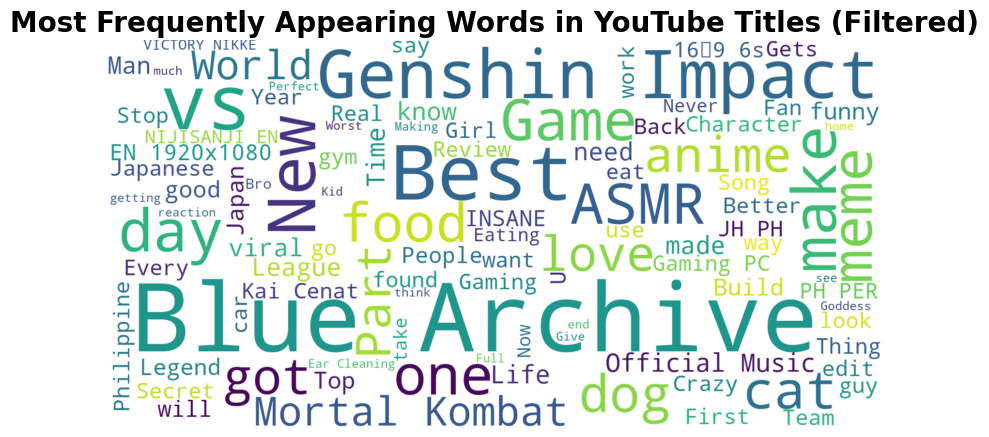 Most Frequently Appearing Words in YouTube Titles (Filtered)
VICTORY NIKKE
say
16▯9 6s
Gets
Man
much
World
Genshin Impact
work
Perfect
vs
Year
Real
know
Game
Never
Fan
funny
Stop
New
Worst
Making
Girl
Back
Character
make
home
NIJISANJI EN
Time
EN 1920x1080
gym
Review
Best
need
anime
meme
Japanese
eat
Song
good
Japan
Bro
Kid
ASMR
Better
getting
reaction
food
INSANE
use
JH PH
day
viral
go
Eating
love
made
way
Every
League
People
want
U
Gaming PC
see
Part
found
Gaming
Build
PH PER
Philippine
car
Kai Cenat
think
Goddess
Blue Archive
look
take
Now
end
Give
Thing
Legend
Ear Cleaning
Full
Official Music
edit
Secret
got
Top
one
Life
dog
Crazy
cat
guy
will
Mortal Kombat
First
Team